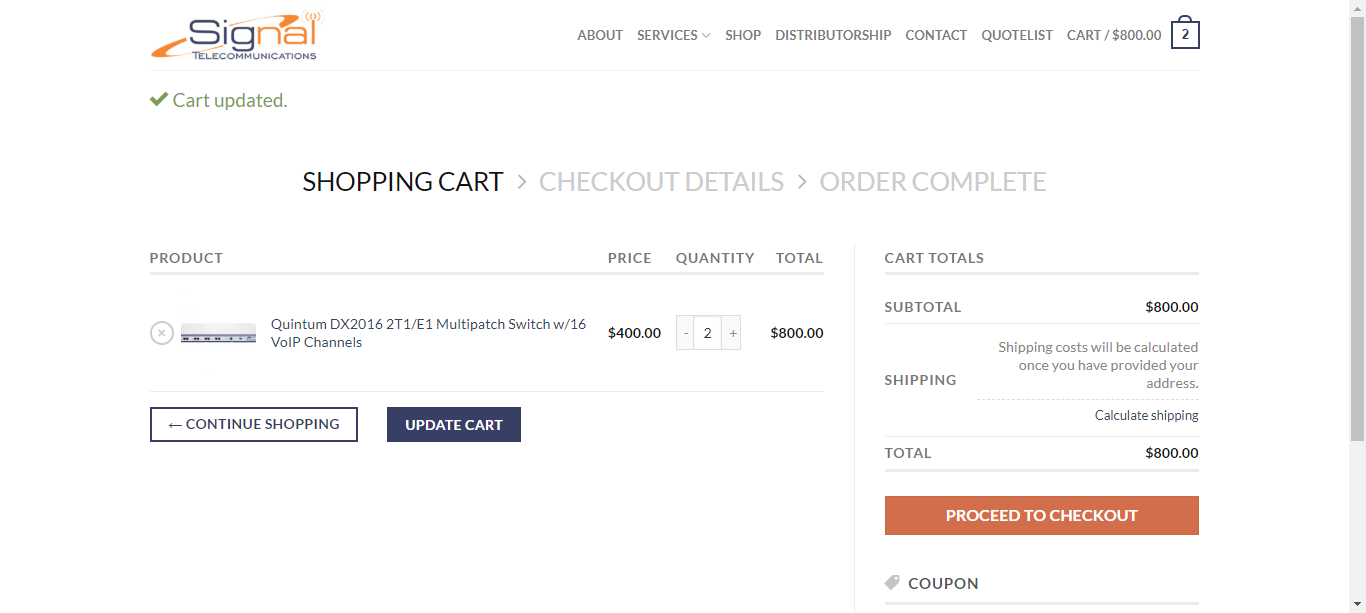 Signal
TELECOMMUNICATIONS
ABOUT SERVICES SHOP DISTRIBUTORSHIP CONTACT QUOTELIST CART / $800.00 2
Cart updated.
SHOPPING CART > CHECKOUT DETAILS > ORDER COMPLETE
PRODUCT PRICE QUANTITY TOTAL
× Quintum DX2016 2T1/E1 Multipatch Switch w/16
VoIP Channels
$400.00 - 2 + $800.00
← CONTINUE SHOPPING UPDATE CART
CART TOTALS
SUBTOTAL $800.00
SHIPPING
Shipping costs will be calculated
once you have provided your
address.
Calculate shipping
TOTAL $800.00
PROCEED TO CHECKOUT
COUPON